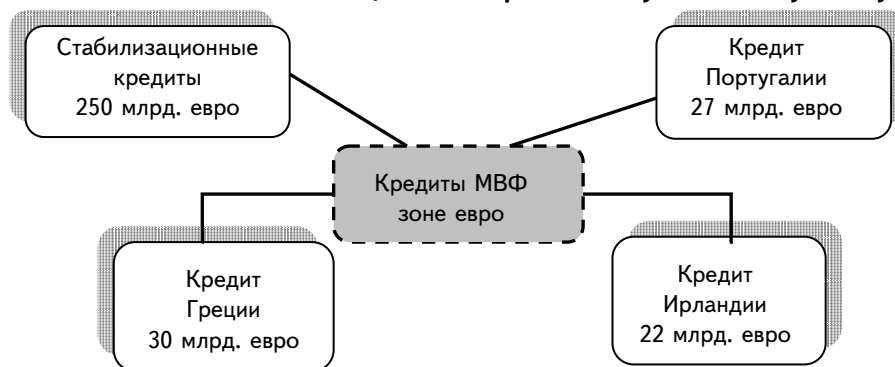 Стабилизационные
кредиты
250 млрд. евро
Кредит
Португалии
27 млрд. евро
Кредиты МВФ
зоне евро
Кредит
Греции
30 млрд. евро
Кредит
Ирландии
22 млрд. евро